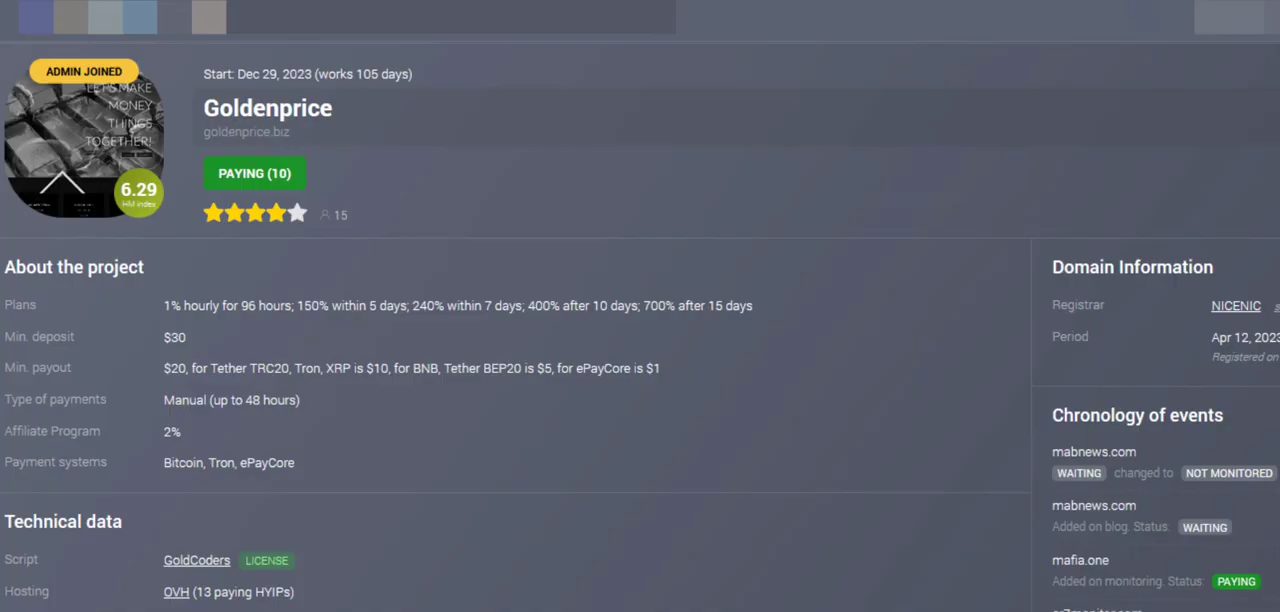 ADMIN JOINED
LET'S MAKE
MONEY
THINGS
TOGETHER!
6.29
HM index
Start: Dec 29, 2023 (works 105 days)
Goldenprice
goldenprice.biz
PAYING (10)
15
About the project
Plans 1% hourly for 96 hours; 150% within 5 days; 240% within 7 days; 400% after 10 days; 700% after 15 days
Min. deposit $30
Min. payout $20, for Tether TRC20, Tron, XRP is $10, for BNB, Tether BEP20 is $5, for ePayCore is $1
Type of payments Manual (up to 48 hours)
Affiliate Program 2%
Payment systems Bitcoin, Tron, ePayCore
Technical data
Script GoldCoders LICENSE
Hosting OVH (13 paying HYIPs)
Domain Information
Registrar NICENIC
Period Apr 12, 2023
Registered on
Chronology of events
mabnews.com
WAITING changed to NOT MONITORED
mabnews.com
Added on blog. Status: WAITING
mafia.one
Added on monitoring. Status: PAYING